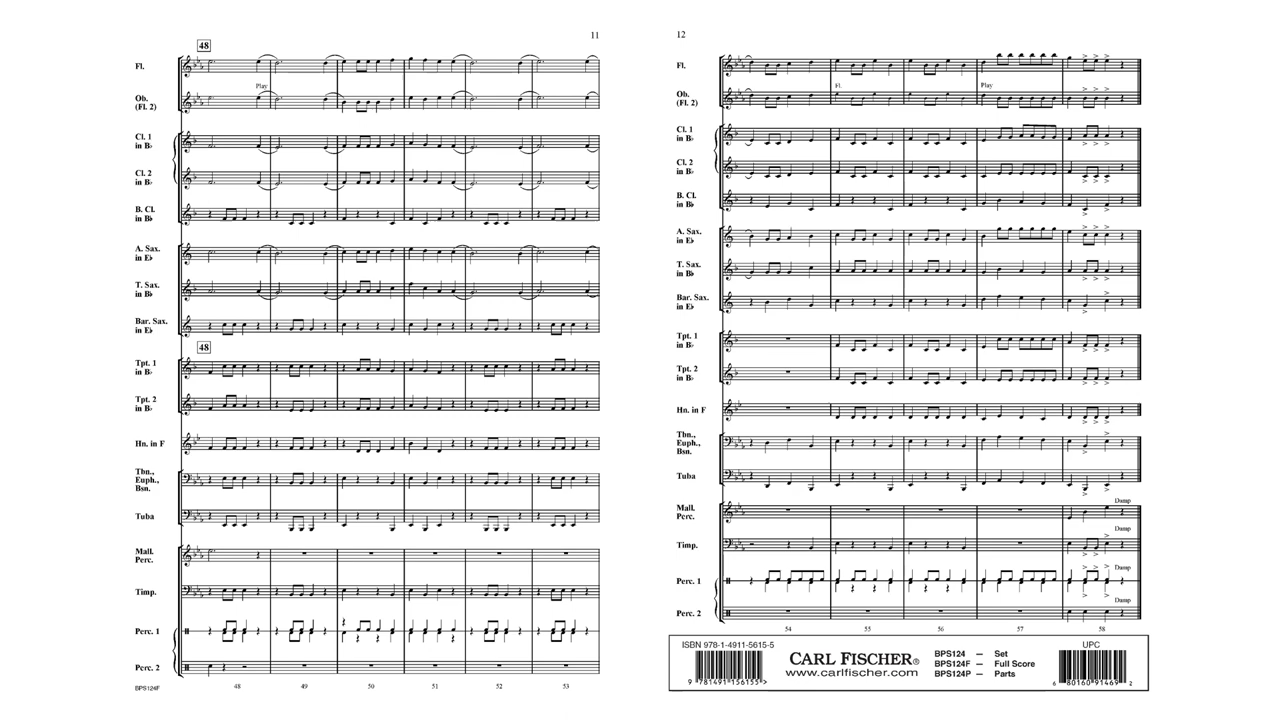 11
48
Fl.
Play
Ob.
(Fl. 2)
Cl. 1
in B♭
Cl. 2
in B♭
B. Cl.
in B♭
A. Sax.
in E♭
T. Sax.
in B♭
Bar. Sax.
in E♭
48
Tpt. 1
in B♭
Tpt. 2
in B♭
Hn. in F
Tbn.,
Euph.,
Bsn.
Tuba
Mall.
Perc.
Timp.
Perc. 1
Perc. 2
BPS124F
48 49 50 51 52 53
12
Fl.
Fl. Play
Ob.
(Fl. 2)
Cl. 1
in B♭
Cl. 2
in B♭
B. Cl.
in B♭
A. Sax.
in E♭
T. Sax.
in B♭
Bar. Sax.
in E♭
Tpt. 1
in B♭
Tpt. 2
in B♭
Hn. in F
Tbn.,
Euph.,
Bsn.
Tuba
Damp
Mall.
Perc.
Damp
Timp.
Damp
Perc. 1
Damp
Perc. 2
54 55 56 57 58
ISBN 978-1-4911-5615-5
9 781491 156155>
CARL FISCHER®
www.carlfischer.com
BPS124 — Set
BPS124F — Full Score
BPS124P — Parts
UPC
6 80160 91469 2